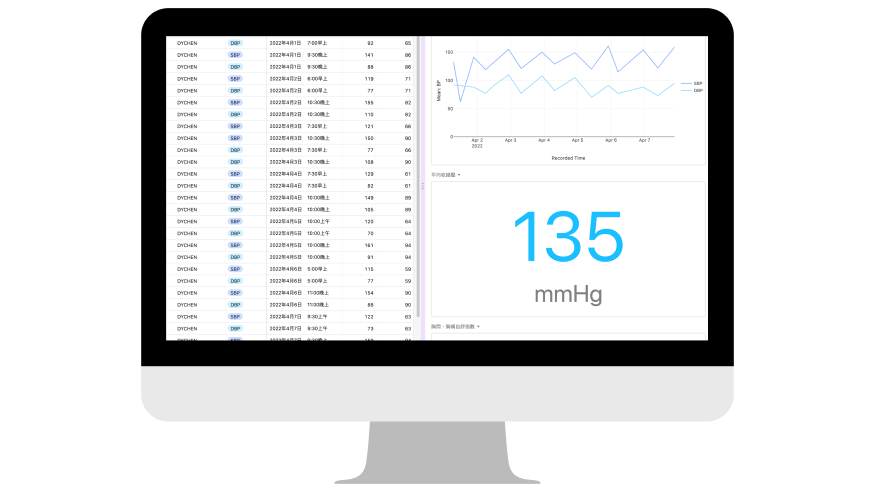 DYCHEN DBP 2022年4月1日 7:00早上 92 65
DYCHEN SBP 2022年4月1日 9:30晚上 141 86
DYCHEN DBP 2022年4月1日 9:30晚上 88 86
DYCHEN SBP 2022年4月2日 6:00早上 119 71
DYCHEN DBP 2022年4月2日 6:00早上 77 71
DYCHEN SBP 2022年4月2日 10:30晚上 155 82
DYCHEN DBP 2022年4月2日 10:30晚上 110 82
DYCHEN SBP 2022年4月3日 7:30早上 121 66
DYCHEN SBP 2022年4月3日 10:30晚上 150 90
DYCHEN DBP 2022年4月3日 7:30早上 77 66
DYCHEN DBP 2022年4月3日 10:30晚上 108 90
DYCHEN SBP 2022年4月4日 7:30早上 129 61
DYCHEN DBP 2022年4月4日 7:30早上 82 61
DYCHEN SBP 2022年4月4日 10:00晚上 149 89
DYCHEN DBP 2022年4月4日 10:00晚上 105 89
DYCHEN SBP 2022年4月5日 10:00上午 120 64
DYCHEN DBP 2022年4月5日 10:00上午 70 64
DYCHEN SBP 2022年4月5日 10:00晚上 161 94
DYCHEN DBP 2022年4月5日 10:00晚上 91 94
DYCHEN SBP 2022年4月6日 5:00早上 115 59
DYCHEN DBP 2022年4月6日 5:00早上 77 59
DYCHEN SBP 2022年4月6日 11:00晚上 154 90
DYCHEN DBP 2022年4月6日 11:00晚上 88 90
DYCHEN SBP 2022年4月7日 9:30上午 122 63
DYCHEN DBP 2022年4月7日 9:30上午 73 63
150
100
50
0
Mean: BP
SBP
DBP
Apr 2 Apr 3 Apr 4 Apr 5 Apr 6 Apr 7
2022
Recorded Time
平均收縮壓
135
mmHg